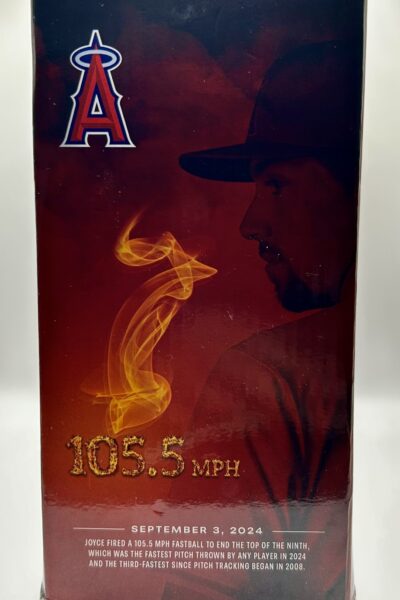 A
105.5 MPH
SEPTEMBER 3, 2024
JOYCE FIRED A 105.5 MPH FASTBALL TO END THE TOP OF THE NINTH,
WHICH WAS THE FASTEST PITCH THROWN BY ANY PLAYER IN 2024
AND THE THIRD-FASTEST SINCE PITCH TRACKING BEGAN IN 2008.